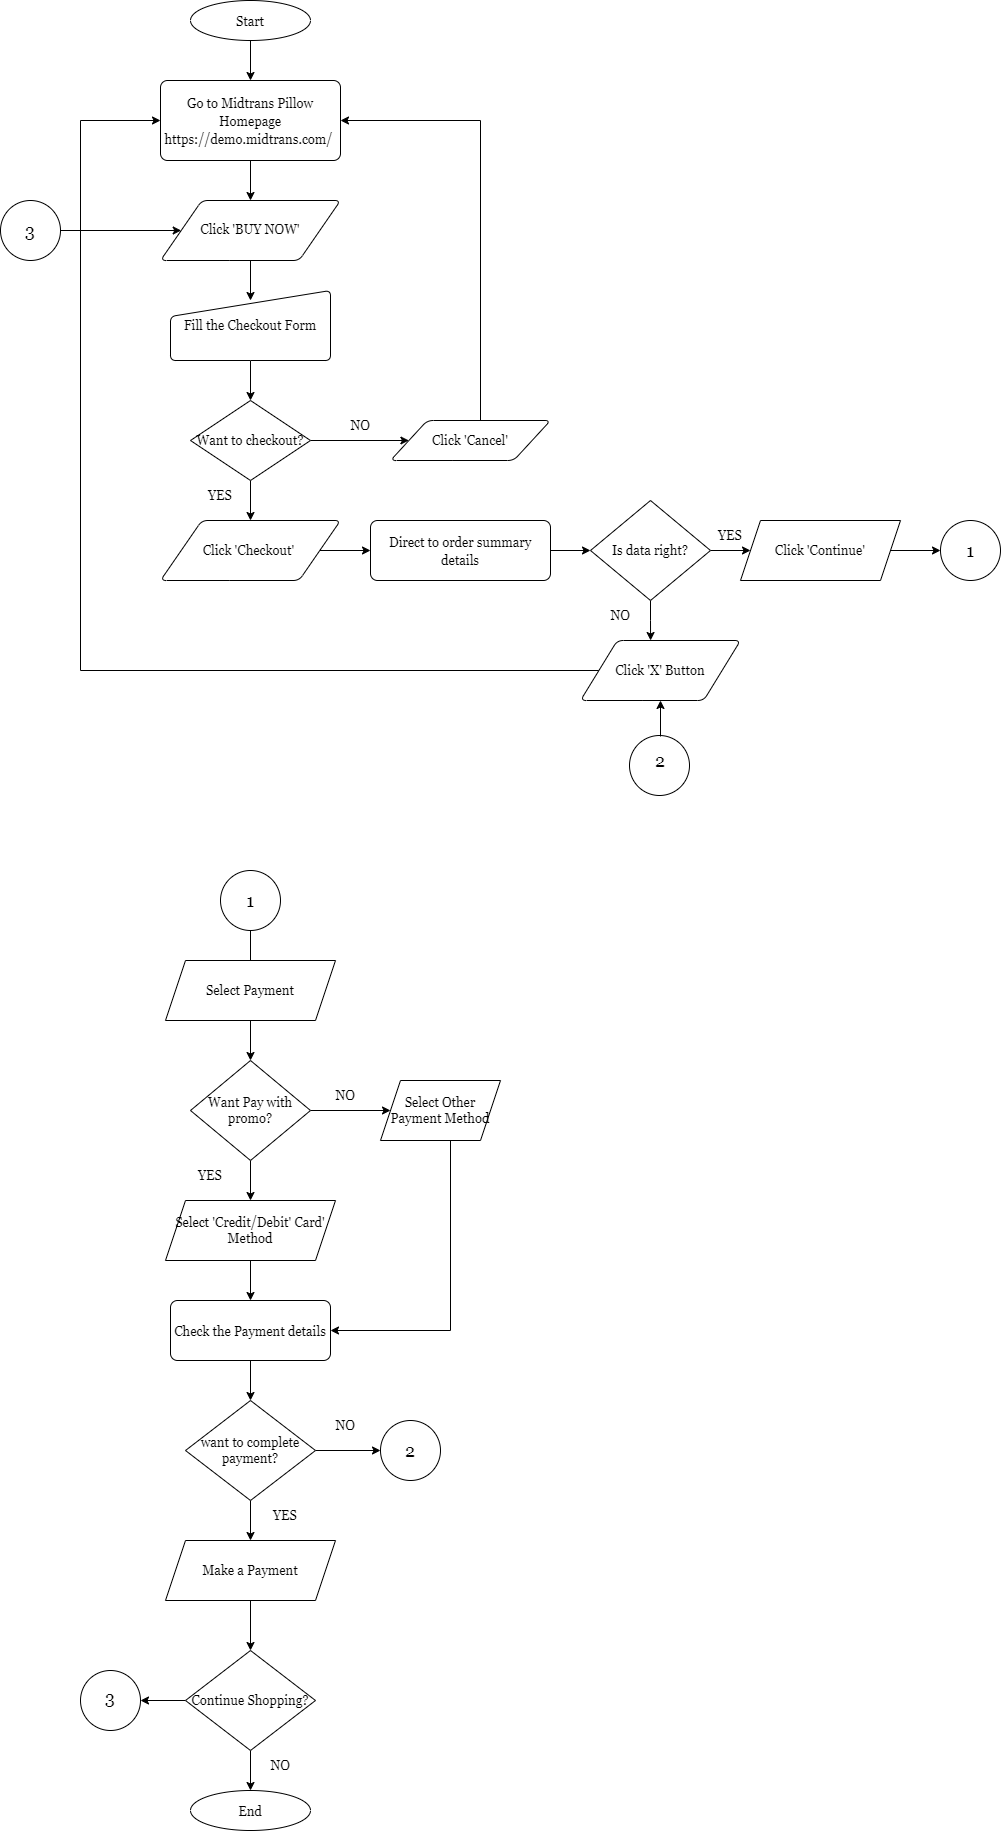 Start
Go to Midtrans Pillow
Homepage
https://demo.midtrans.com/
3
Click 'BUY NOW'
Fill the Checkout Form
Want to checkout?
NO
Click 'Cancel'
YES
Click 'Checkout'
Direct to order summary
details
Is data right?
YES
Click 'Continue'
1
NO
Click 'X' Button
2
1
Select Payment
Want Pay with
promo?
NO
Select Other
Payment Method
YES
Select 'Credit/Debit' Card'
Method
Check the Payment details
want to complete
payment?
NO
2
YES
Make a Payment
3
Continue Shopping?
NO
End